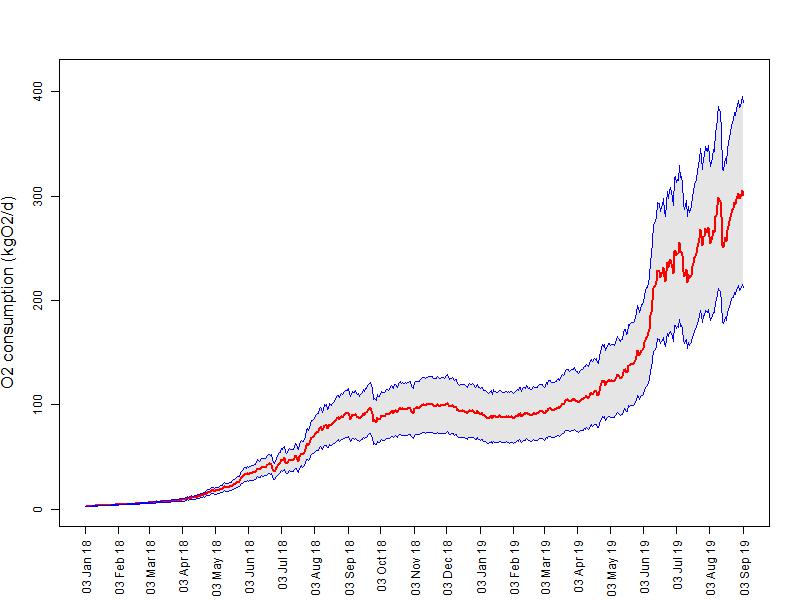 O2 consumption (kgO2/d)
400
300
200
100
0
03 Jan 18
03 Feb 18
03 Mar 18
03 Apr 18
03 May 18
03 Jun 18
03 Jul 18
03 Aug 18
03 Sep 18
03 Oct 18
03 Nov 18
03 Dec 18
03 Jan 19
03 Feb 19
03 Mar 19
03 Apr 19
03 May 19
03 Jun 19
03 Jul 19
03 Aug 19
03 Sep 19